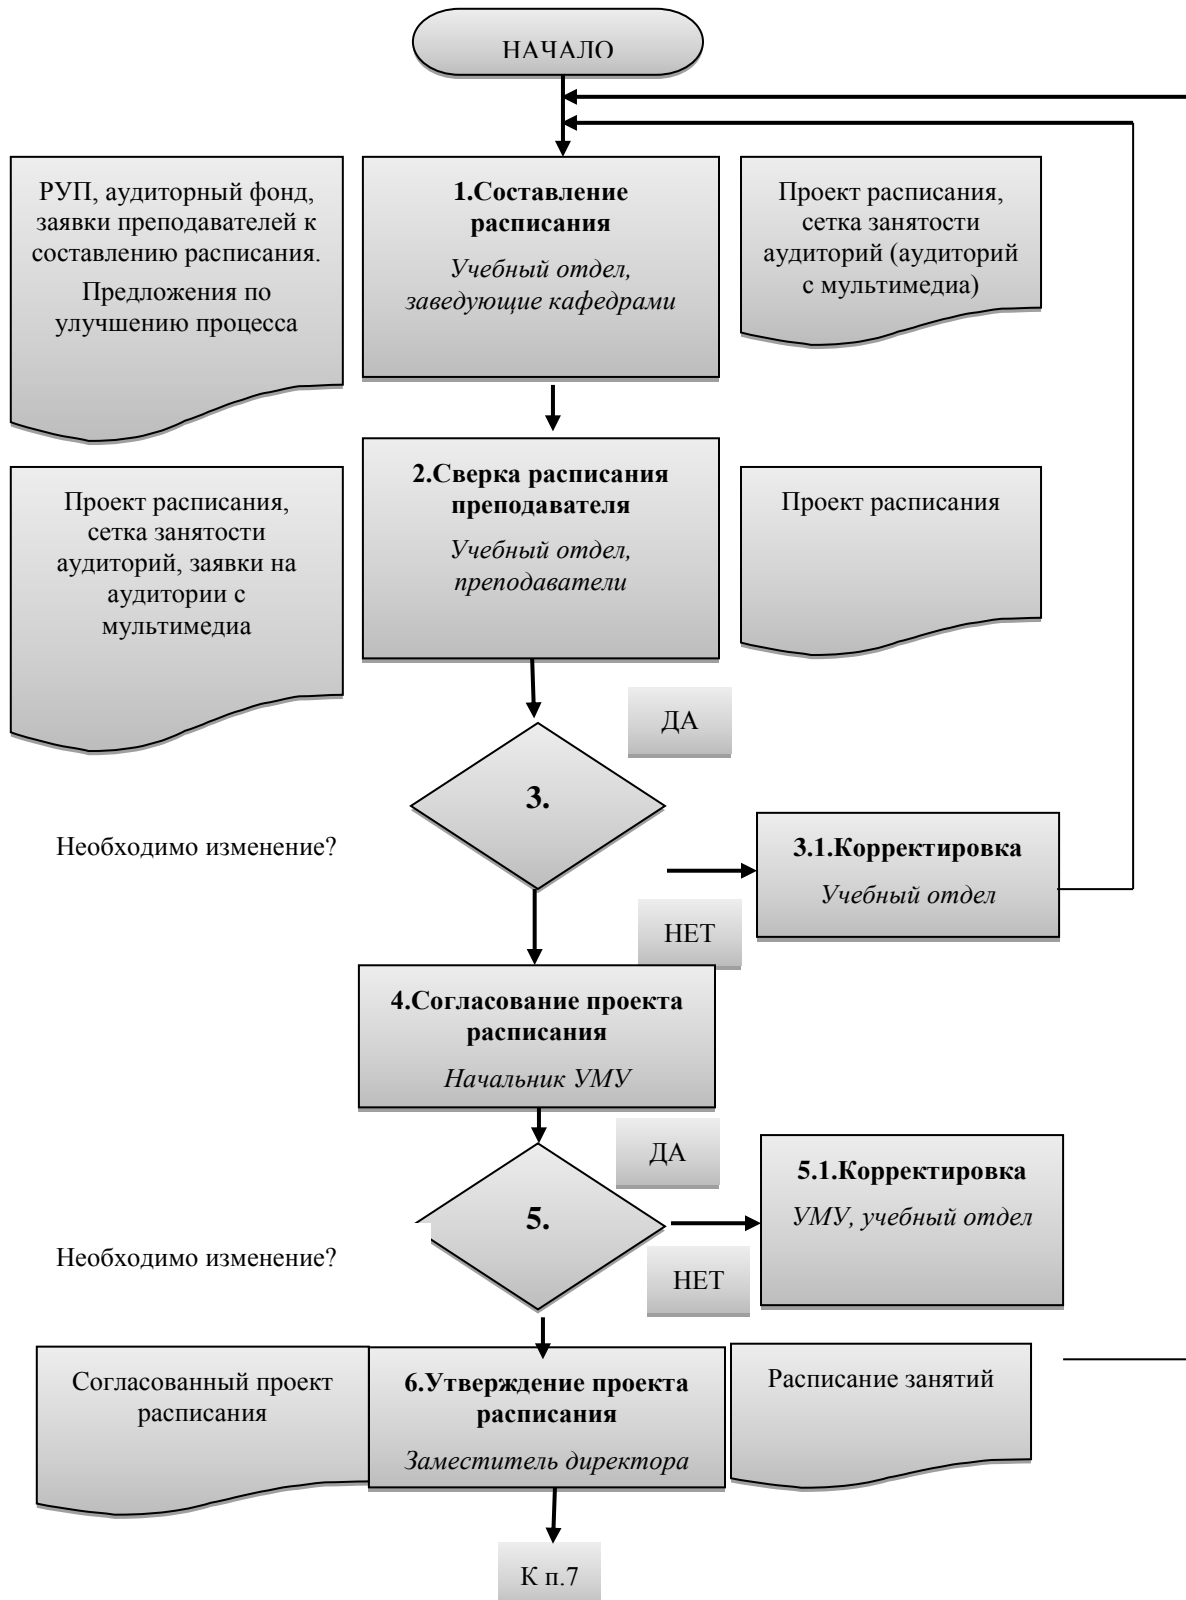 НАЧАЛО
РУП, аудиторный фонд,
заявки преподавателей к
составлению расписания.
Предложения по
улучшению процесса
1.Составление
расписания
Учебный отдел,
заведующие кафедрами
Проект расписания,
сетка занятости
аудиторий (аудиторий
с мультимедиа)
Проект расписания,
сетка занятости
аудиторий, заявки на
аудитории с
мультимедиа
2.Сверка расписания
преподавателя
Учебный отдел,
преподаватели
Проект расписания
ДА
3.
Необходимо изменение?
3.1.Корректировка
Учебный отдел
НЕТ
4.Согласование проекта
расписания
Начальник УМУ
ДА
5.
Необходимо изменение?
5.1.Корректировка
УМУ, учебный отдел
НЕТ
Согласованный проект
расписания
6.Утверждение проекта
расписания
Заместитель директора
Расписание занятий
К п.7